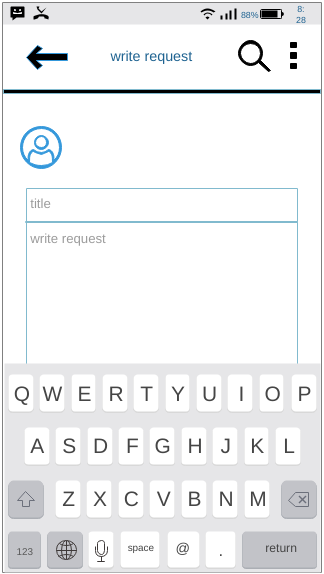 88%
8:
28
write request
title
write request
Q W E R T Y U I O P
A S D F G H J K L
Z X C V B N M
123 space @ . return